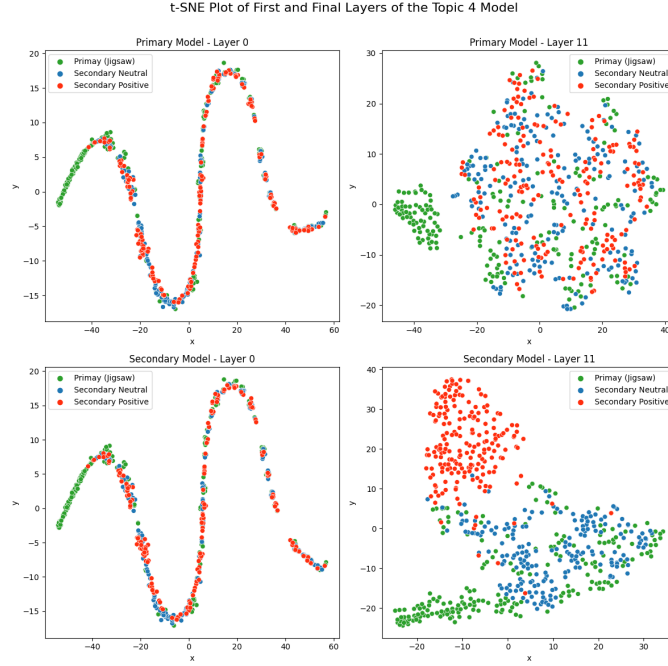 t-SNE Plot of First and Final Layers of the Topic 4 Model
Primary Model - Layer 0
Primay (Jigsaw)
Secondary Neutral
Secondary Positive
20
15
10
5
0
−5
−10
−15
y
−40 −20 0 20 40 60
x
Primary Model - Layer 11
Primay (Jigsaw)
Secondary Neutral
Secondary Positive
30
20
10
0
−10
−20
y
−40 −20 0 20 40
x
Secondary Model - Layer 0
Primay (Jigsaw)
Secondary Neutral
Secondary Positive
20
15
10
5
0
−5
−10
−15
y
−40 −20 0 20 40 60
x
Secondary Model - Layer 11
Primay (Jigsaw)
Secondary Neutral
Secondary Positive
40
30
20
10
0
−10
−20
y
−20 −10 0 10 20 30
x